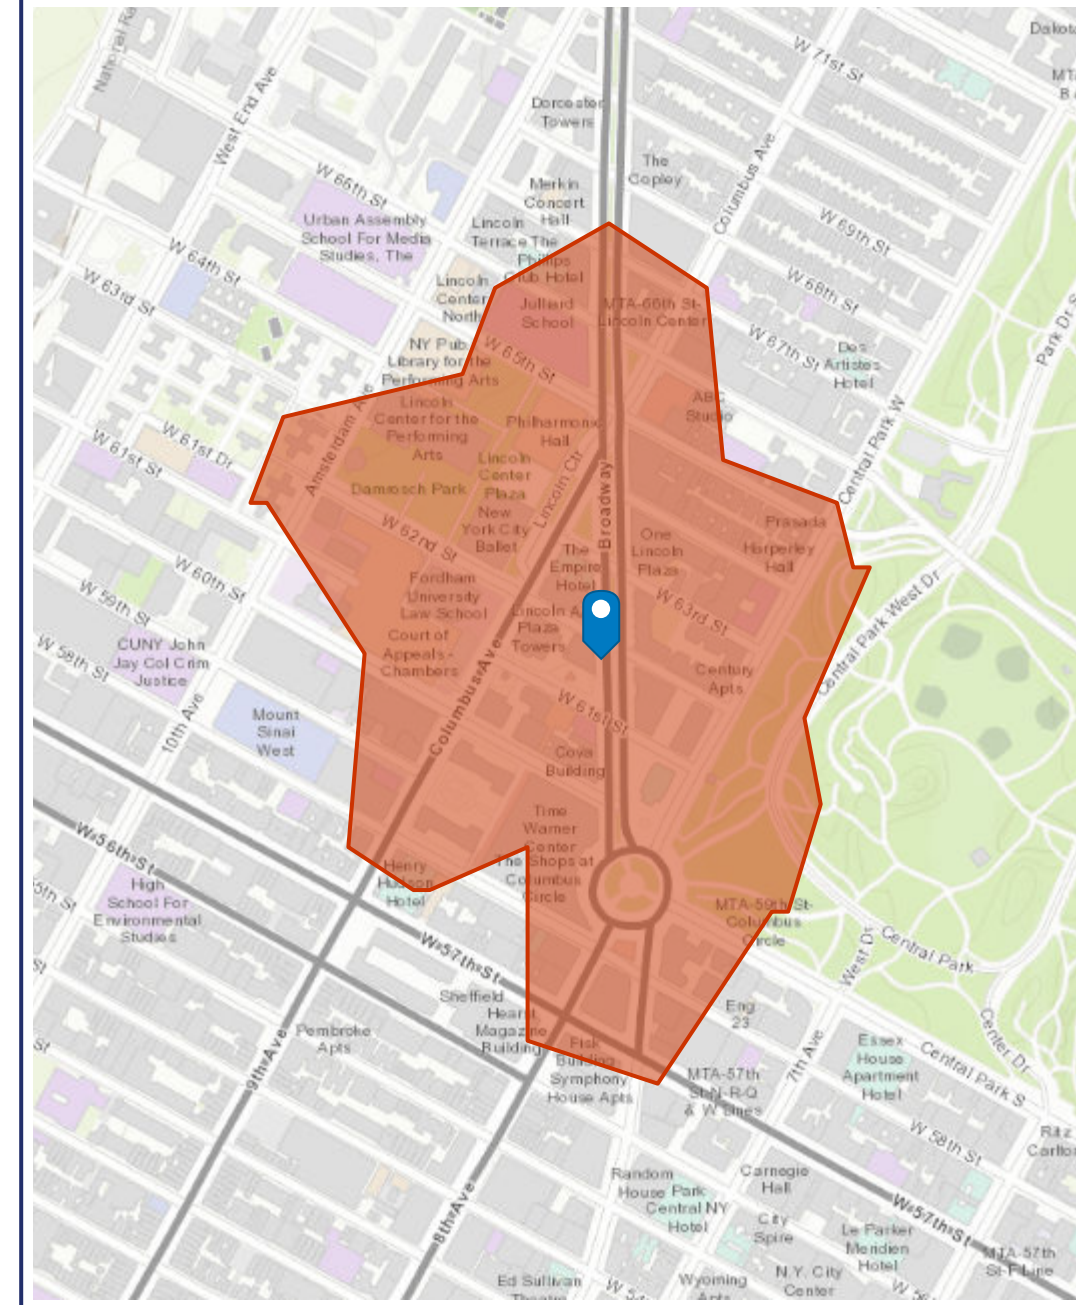 National Ra
West End Ave
W 71st St
Dakota
MTA
B
Dorcester
Towers
The
Copley
Columbus Ave
W 66th St
Merkin
Concert
Hall
Urban Assembly
School For Media
Studies, The
Lincoln
Terrace The
Phillips
Club Hotel
W 69th St
W 64th St
W 63rd St
Lincoln
Center
North
Julliard
School
MTA-66th St-
Lincoln Center
W 68th St
W 67th St
Park Dr S
Des
Artistes
Hotel
NY Pub
Library for the
Performing Arts
W 65th St
ABC
Studio
Lincoln
Center for the
Performing
Arts
Philharmonic
Hall
Amsterdam Ave
W 61st Dr
W 61st St
Central Park W
Lincoln
Center
Plaza
Lincoln Ctr
Broadway
Damrosch Park
New
York City
Ballet
W 62nd St
Prasada
Harperley
Hall
One
Lincoln
Plaza
The
Empire
Hotel
W 60th St
W 59th St
Fordham
University
Law School
W 63rd St
Central Park West Dr
Lincoln A
Plaza
Towers
Court of
Appeals -
Chambers
W 58th St
CUNY John
Jay Col Crim
Justice
Century
Apts
Columbus Ave
10th Ave
Mount
Sinai
West
W 61st St
Cova
Building
Time
Warner
Center
The Shops at
Columbus
Circle
W 56th St
Henry
Hudson
Hotel
High
School For
Environmental
Studies
5th St
MTA-59th St-
Columbus
Circle
W 57th St
West Dr
Central Park
St
Sheffield
Hearst
Magazine
Building
Eng
23
Pembroke
Apts
9th Ave
Fisk
Building
Symphony
House Apts
7th Ave
Center Dr
Essex
House
Apartment
Hotel
Central Park S
St
MTA-57th
St-N-R-Q
& W Lines
W 58th St
Ritz
Carlton
Random
House
Park
Central NY
Hotel
Carnegie
Hall
8th Ave
City
Spire
W 57th St
Le Parker
Meridien
Hotel
MTA-57th
St-F Line
Ed Sullivan
Theatre
Wyoming
Apts
N.Y. City
Center